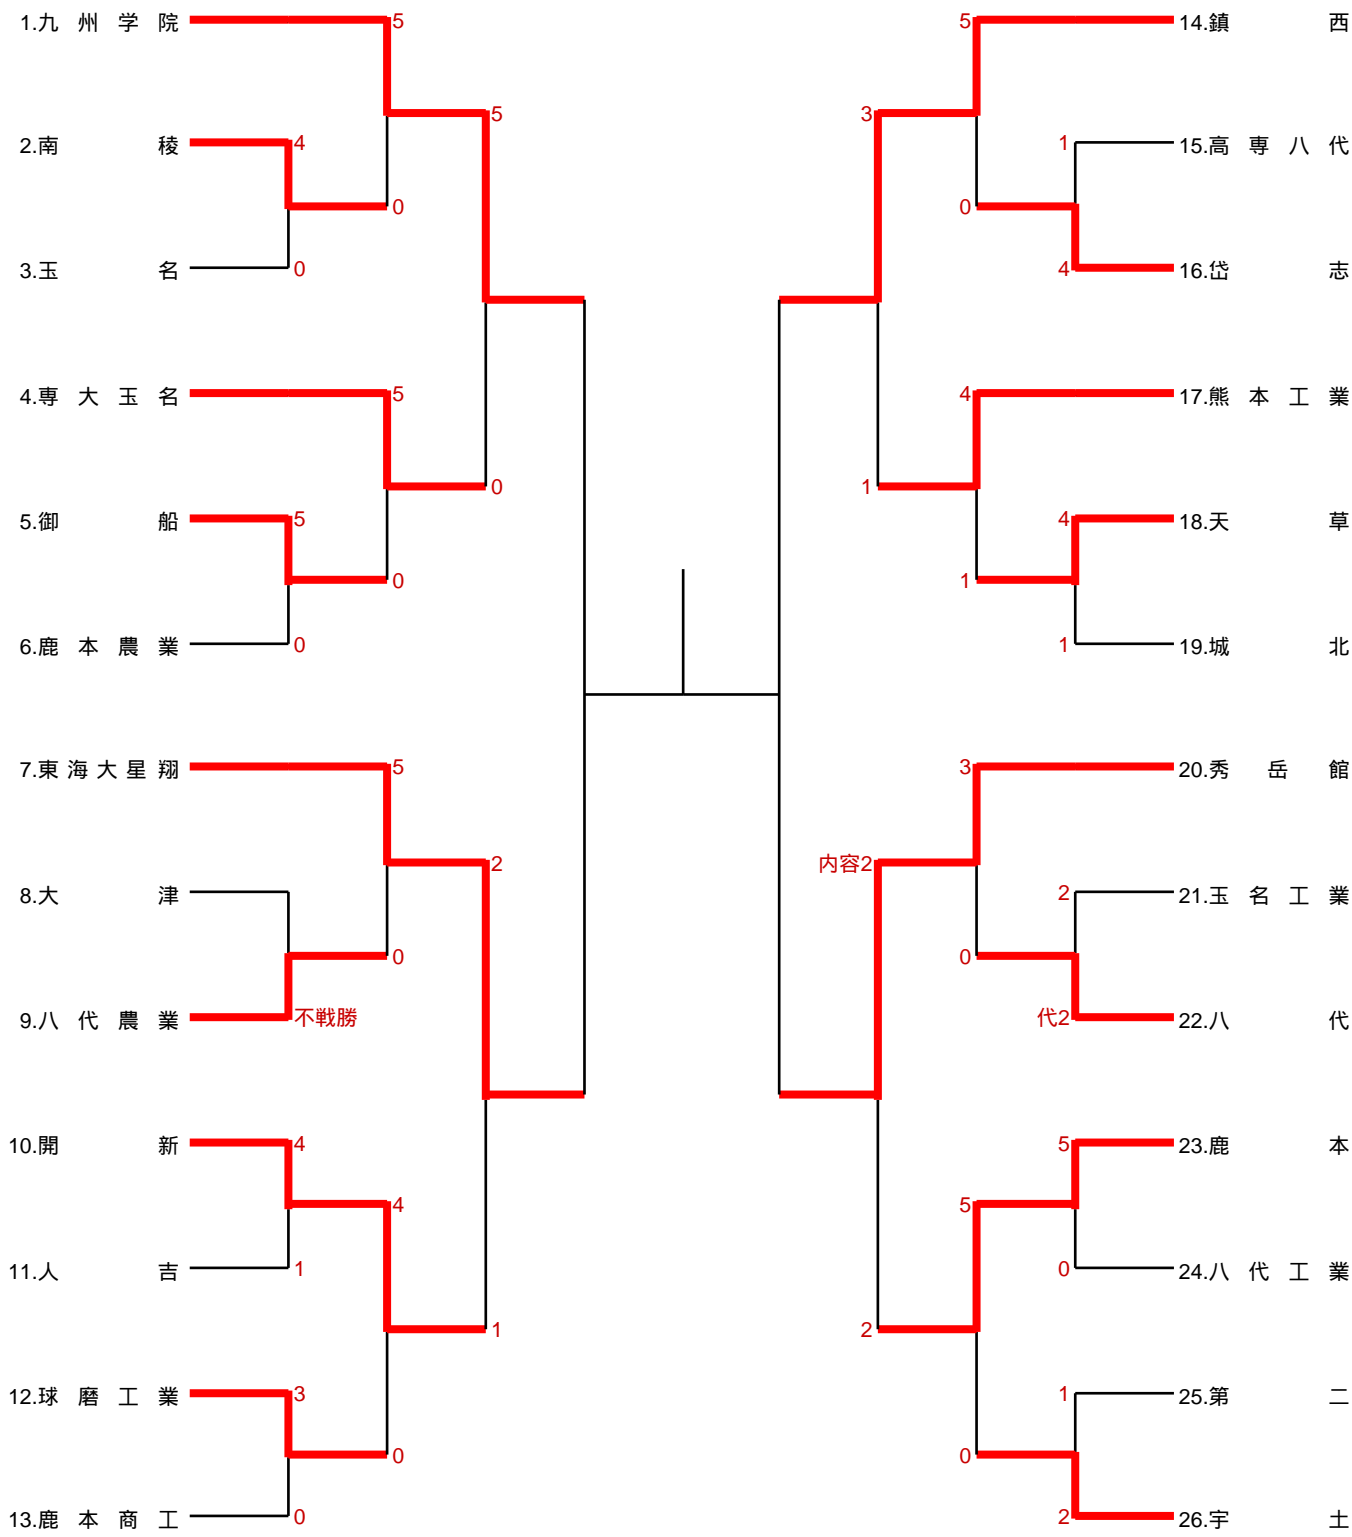 1.九州学院
5
5
2.南稜
4
0
3.玉名
0
4.専大玉名
5
0
5.御船
5
0
6.鹿本農業
0
7.東海大星翔
5
2
8.大津
0
9.八代農業
不戦勝
10.開新
4
4
11.人吉
1
1
12.球磨工業
3
0
13.鹿本商工
0
5
14.鎮西
3
1
15.高専八代
0
4
16.岱志
4
17.熊本工業
1
4
18.天草
1
1
19.城北
3
20.秀岳館
内容2
2
21.玉名工業
0
代2
22.八代
5
23.鹿本
5
0
24.八代工業
2
1
25.第二
0
2
26.宇土